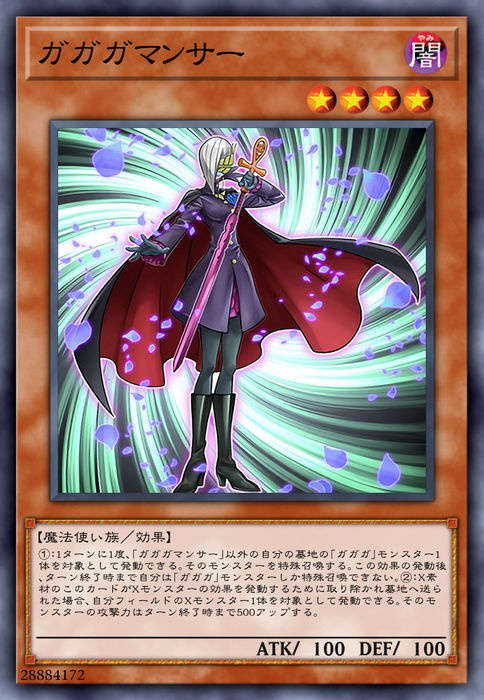 ガガガマンサー
やみ
闇
【魔法使い族／効果】
①:1ターンに1度、「ガガガマンサー」以外の自分の墓地の「ガガガ」モンスター1
体を対象として発動できる。そのモンスターを特殊召喚する。この効果の発動後
、ターン終了時まで自分は「ガガガ」モンスターしか特殊召喚できない。②:X素
材のこのカードがXモンスターの効果を発動するために取り除かれ墓地へ送ら
れた場合、自分フィールドのXモンスター1体を対象として発動できる。そのモ
ンスターの攻撃力はターン終了時まで500アップする。
ATK/ 100 DEF/ 100
28884172